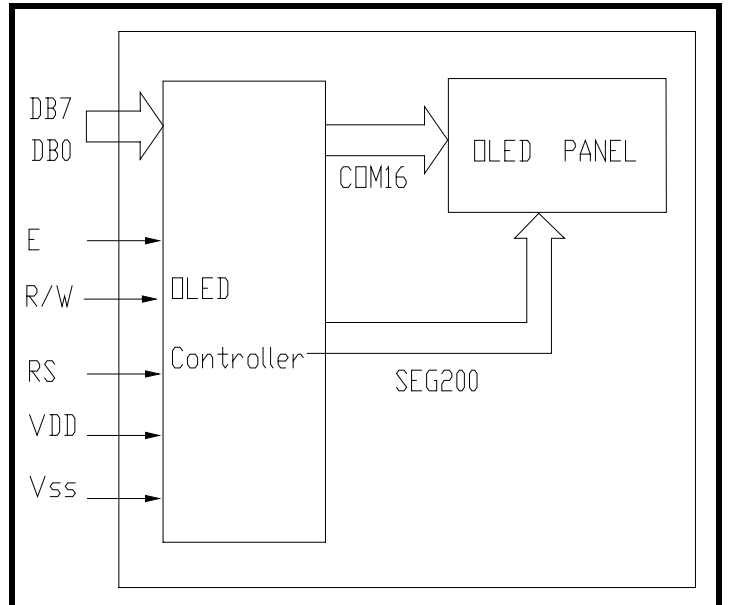 DB7
DB0
E
R/W
RS
VDD
Vss
OLED
Controller
COM16
SEG200
OLED PANEL